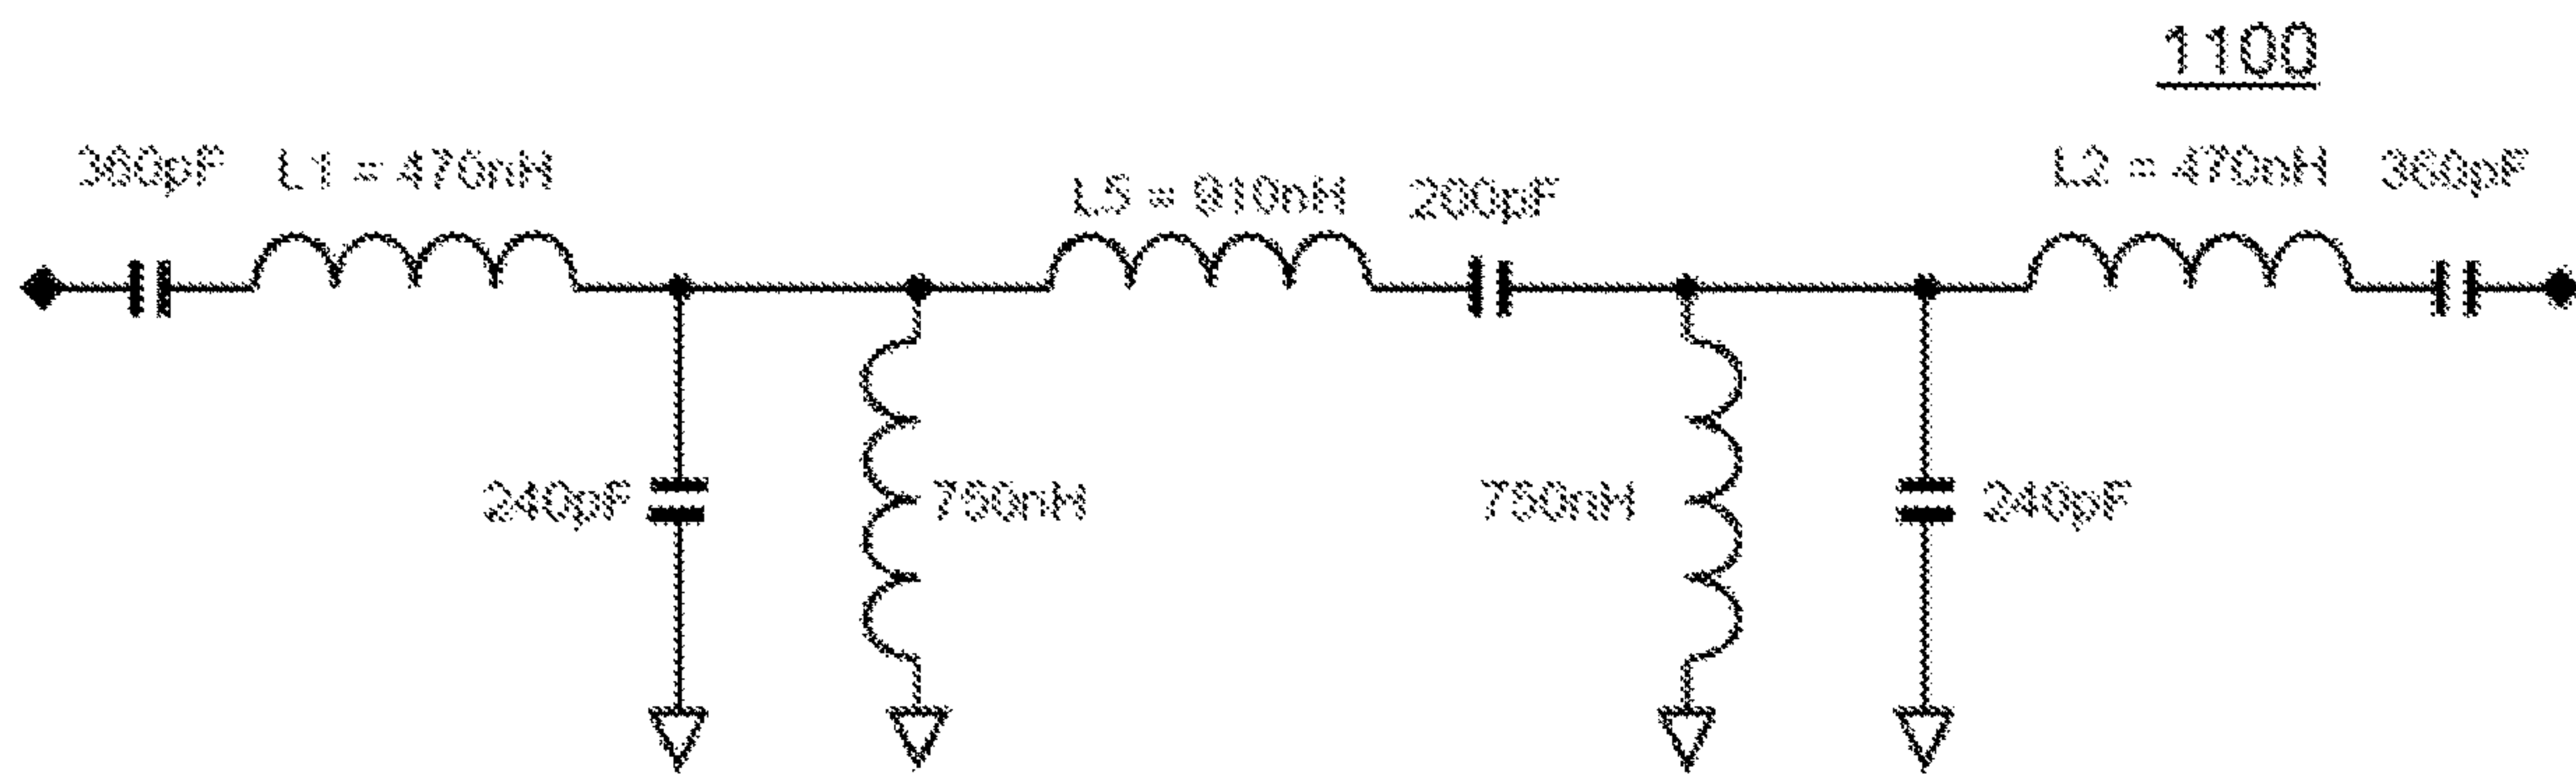 1100
360pF L1 = 470nH
L5 = 910nH 200pF
L2 = 470nH 360pF
240pF 750nH
750nH 240pF